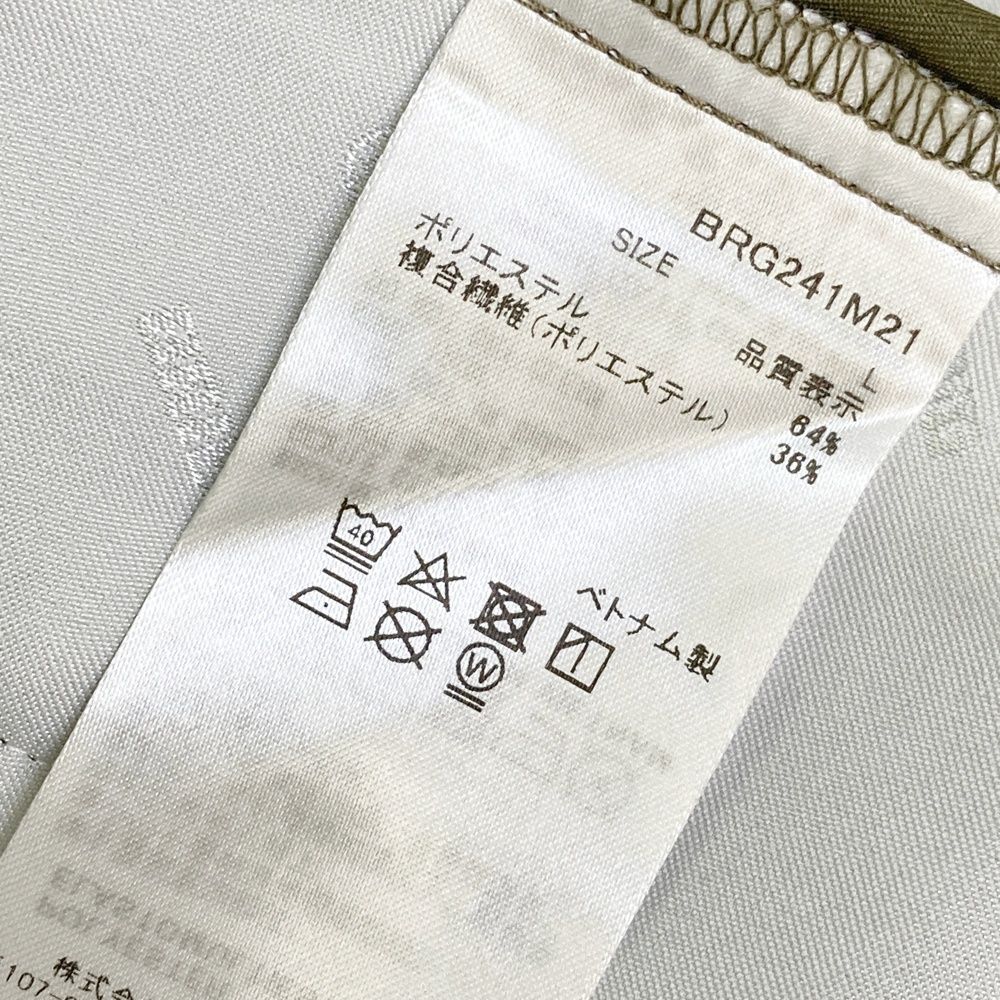 BRG241M21
SIZE L
品質表示
ポリエステル 64%
複合繊維(ポリエステル) 36%
ベトナム製
40
W
株式会
107-